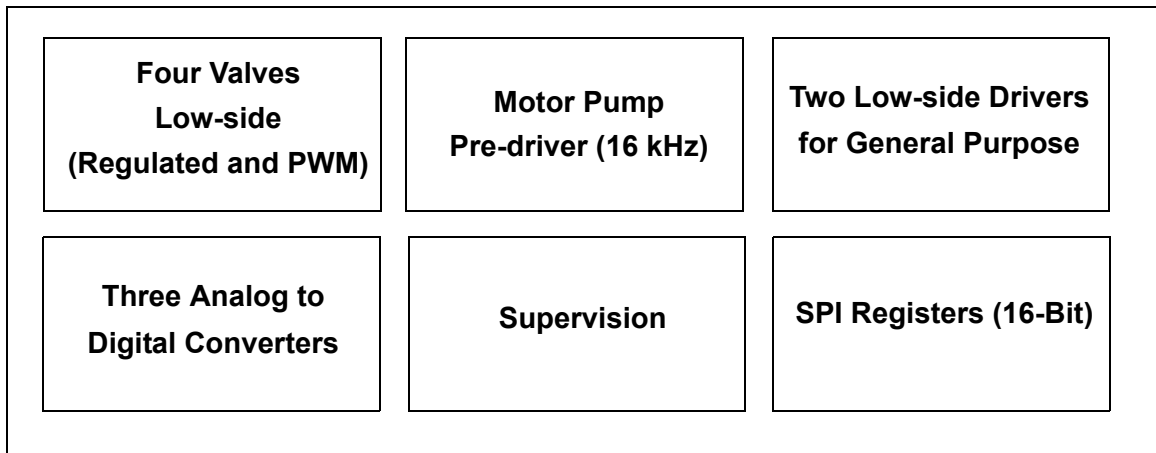 Four Valves
Low-side
(Regulated and PWM)
Motor Pump
Pre-driver (16 kHz)
Two Low-side Drivers
for General Purpose
Three Analog to
Digital Converters
Supervision
SPI Registers (16-Bit)